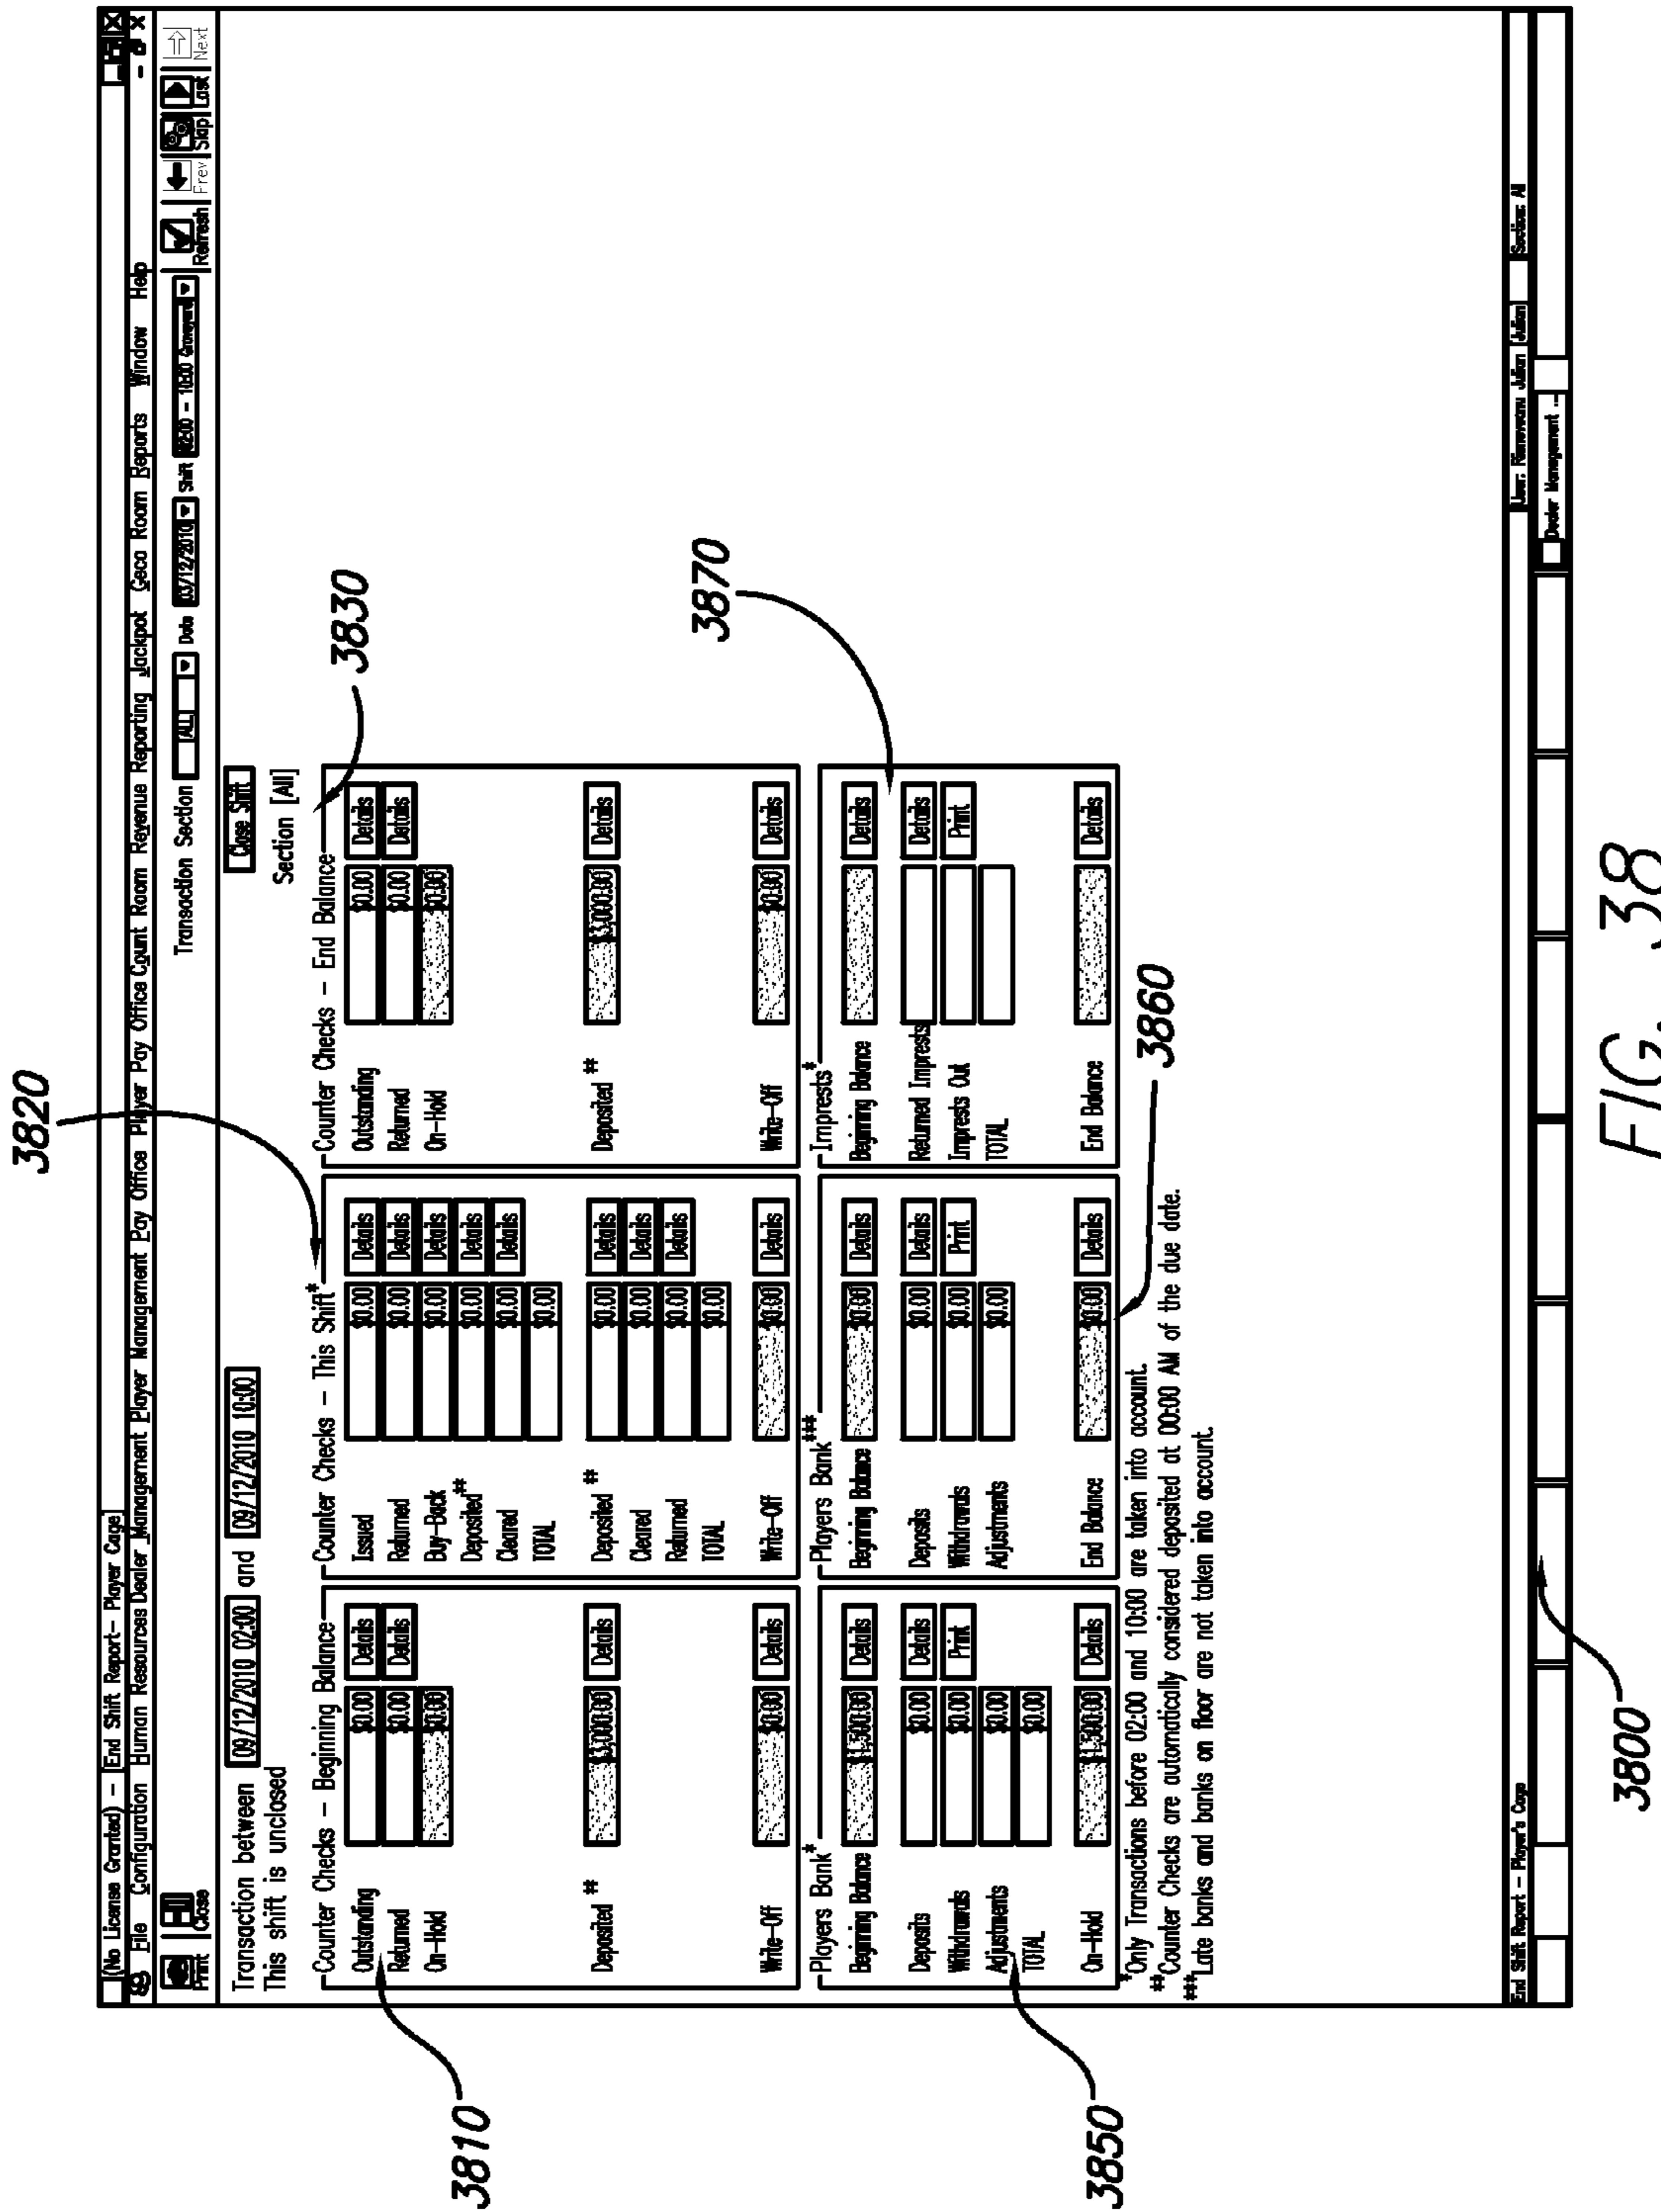 3820
(No License Granted) - [End Shift Report- Player Cage]
File Configuration Human Resources Dealer Management Player Management Pay Office Player Pay Office Count Room Revenue Reporting Jackpot Geco Room Reports Window Help
Print Close Transaction Section [ALL] Date 03/12/2010 Shift 02:00 - 10:00 Graveyard Refresh Prev Skip Last Next
Transaction between 09/12/2010 02:00 and 09/12/2010 10:00 Close Shift
This shift is unclosed Section [All]
3830
Counter Checks - Beginning Balance
Outstanding $0.00 Details
Returned $0.00 Details
On-Hold $0.00
Deposited ** $3,000.00 Details
Write-Off $0.00 Details
3810
Counter Checks - This Shift*
Issued $0.00 Details
Returned $0.00 Details
Buy-Back $0.00 Details
Deposited** $0.00 Details
Cleared $0.00 Details
TOTAL $0.00
Deposited ** $0.00 Details
Cleared $0.00 Details
Returned $0.00 Details
TOTAL $0.00
Write-Off $0.00 Details
Counter Checks - End Balance
Outstanding $0.00 Details
Returned $0.00 Details
On-Hold $0.00
Deposited ** $3,000.00 Details
Write-Off $0.00 Details
3870
Players Bank*
Beginning Balance $1,500.00 Details
Deposits $0.00 Details
Withdrawals $0.00 Print
Adjustments $0.00
TOTAL $0.00
On-Hold $1,500.00 Details
3850
Players Bank ***
Beginning Balance $0.00 Details
Deposits $0.00 Details
Withdrawals $0.00 Print
Adjustments $0.00
End Balance $0.00 Details
3860
Imprests*
Beginning Balance Details
Returned Imprests Details
Imprests Out Print
TOTAL
End Balance Details
*Only Transactions before 02:00 and 10:00 are taken into account.
**Counter Checks are automatically considered deposited at 00:00 AM of the due date.
***Late banks and banks on floor are not taken into account.
End Shift Report - Player's Cage User: Julian [Julian] Section: All
Dealer Management ...
3800
FIG. 38